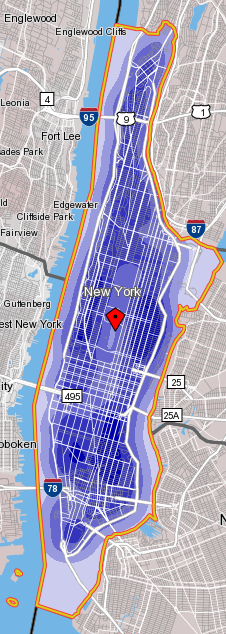 Englewood
Englewood Cliffs
Leonia
4
95
9
1
Fort Lee
ades Park
ld
Edgewater
Cliffside Park
Fairview
87
New York
Guttenberg
est New York
ity
25
495
25A
oboken
78
N